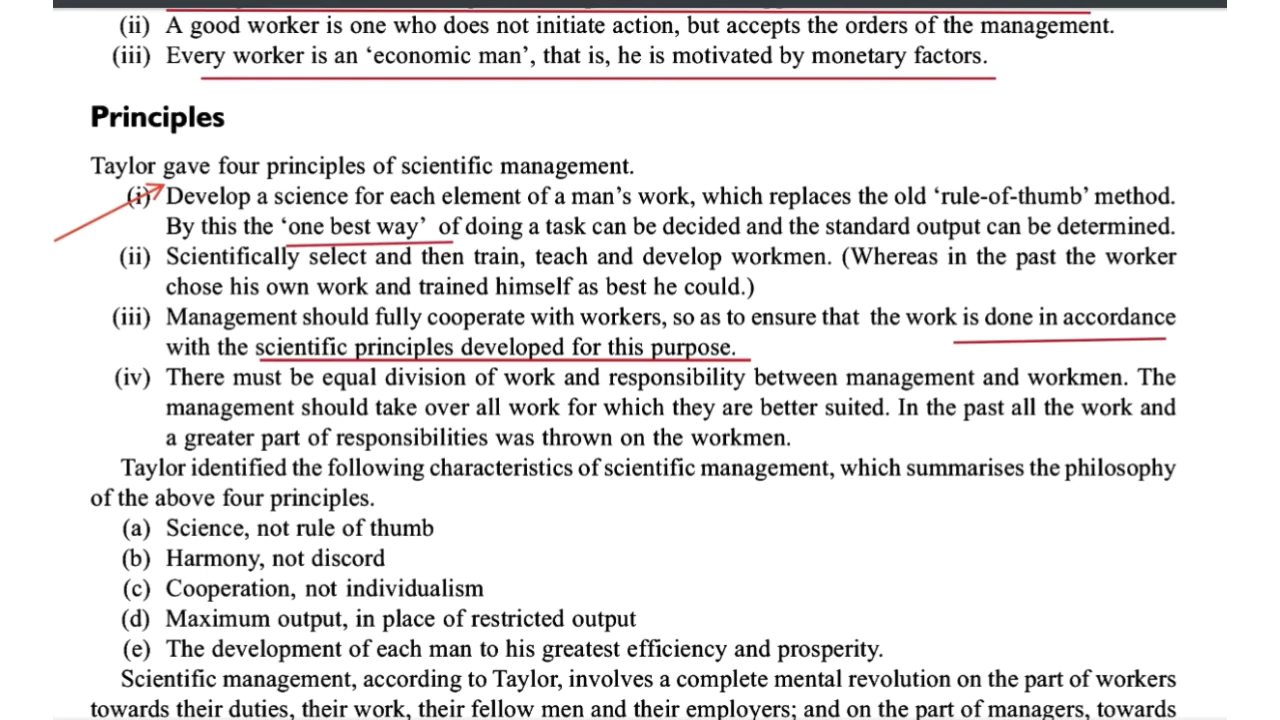 (ii) A good worker is one who does not initiate action, but accepts the orders of the management.
(iii) Every worker is an ‘economic man’, that is, he is motivated by monetary factors.
Principles
Taylor gave four principles of scientific management.
(i) Develop a science for each element of a man’s work, which replaces the old ‘rule-of-thumb’ method.
By this the ‘one best way’ of doing a task can be decided and the standard output can be determined.
(ii) Scientifically select and then train, teach and develop workmen. (Whereas in the past the worker
chose his own work and trained himself as best he could.)
(iii) Management should fully cooperate with workers, so as to ensure that the work is done in accordance
with the scientific principles developed for this purpose.
(iv) There must be equal division of work and responsibility between management and workmen. The
management should take over all work for which they are better suited. In the past all the work and
a greater part of responsibilities was thrown on the workmen.
Taylor identified the following characteristics of scientific management, which summarises the philosophy
of the above four principles.
(a) Science, not rule of thumb
(b) Harmony, not discord
(c) Cooperation, not individualism
(d) Maximum output, in place of restricted output
(e) The development of each man to his greatest efficiency and prosperity.
Scientific management, according to Taylor, involves a complete mental revolution on the part of workers
towards their duties, their work, their fellow men and their employers; and on the part of managers, towards